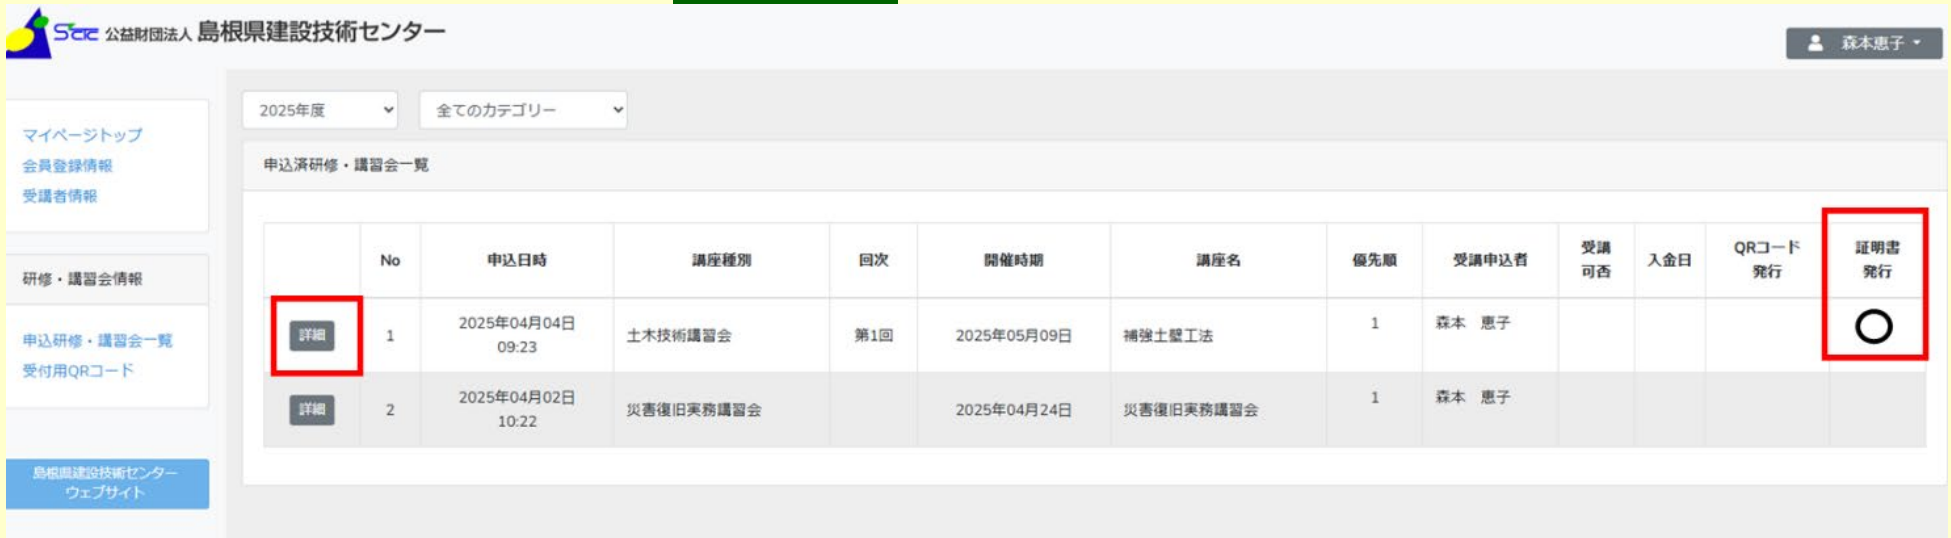 SCTC 公益財団法人 島根県建設技術センター
森本恵子
マイページトップ
会員登録情報
受講者情報
研修・講習会情報
申込研修・講習会一覧
受付用QRコード
島根県建設技術センター
ウェブサイト
2025年度 全てのカテゴリー
申込済研修・講習会一覧
No 申込日時 講座種別 回次 開催時期 講座名 優先順 受講申込者 受講可否 入金日 QRコード発行 証明書発行
詳細 1 2025年04月04日 09:23 土木技術講習会 第1回 2025年05月09日 補強土壁工法 1 森本 恵子 〇
詳細 2 2025年04月02日 10:22 災害復旧実務講習会 2025年04月24日 災害復旧実務講習会 1 森本 恵子